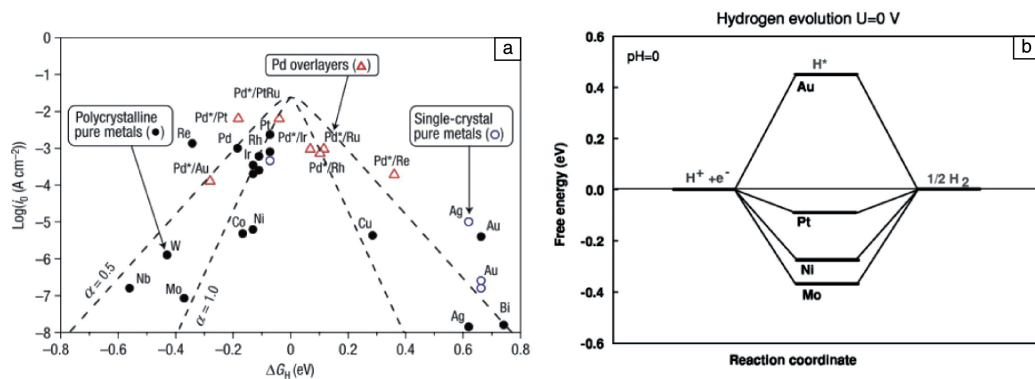 a
Log(i₀ (A cm⁻²)
0
−1
−2
−3
−4
−5
−6
−7
−8
−0.8
−0.6
−0.4
−0.2
0
0.2
0.4
0.6
0.8
ΔG_H (eV)
Polycrystalline
pure metals (●)
Pd overlayers (△)
Single-crystal
pure metals (○)
Pd*/PtRu
Pd*/Pt
Re
Pd
Rh
Pt
Ir
Pd*/Ir
Pd*/Ru
Pd*/Rh
Pd*/Re
Pd*/Au
Co
Ni
Cu
Ag
Au
W
Nb
Mo
Au
Ag
Bi
α = 0.5
α = 1.0
Hydrogen evolution U=0 V
b
pH=0
Free energy (eV)
0.6
0.4
0.2
0.0
-0.2
-0.4
-0.6
H*
Au
H⁺ +e⁻
1/2 H₂
Pt
Ni
Mo
Reaction coordinate